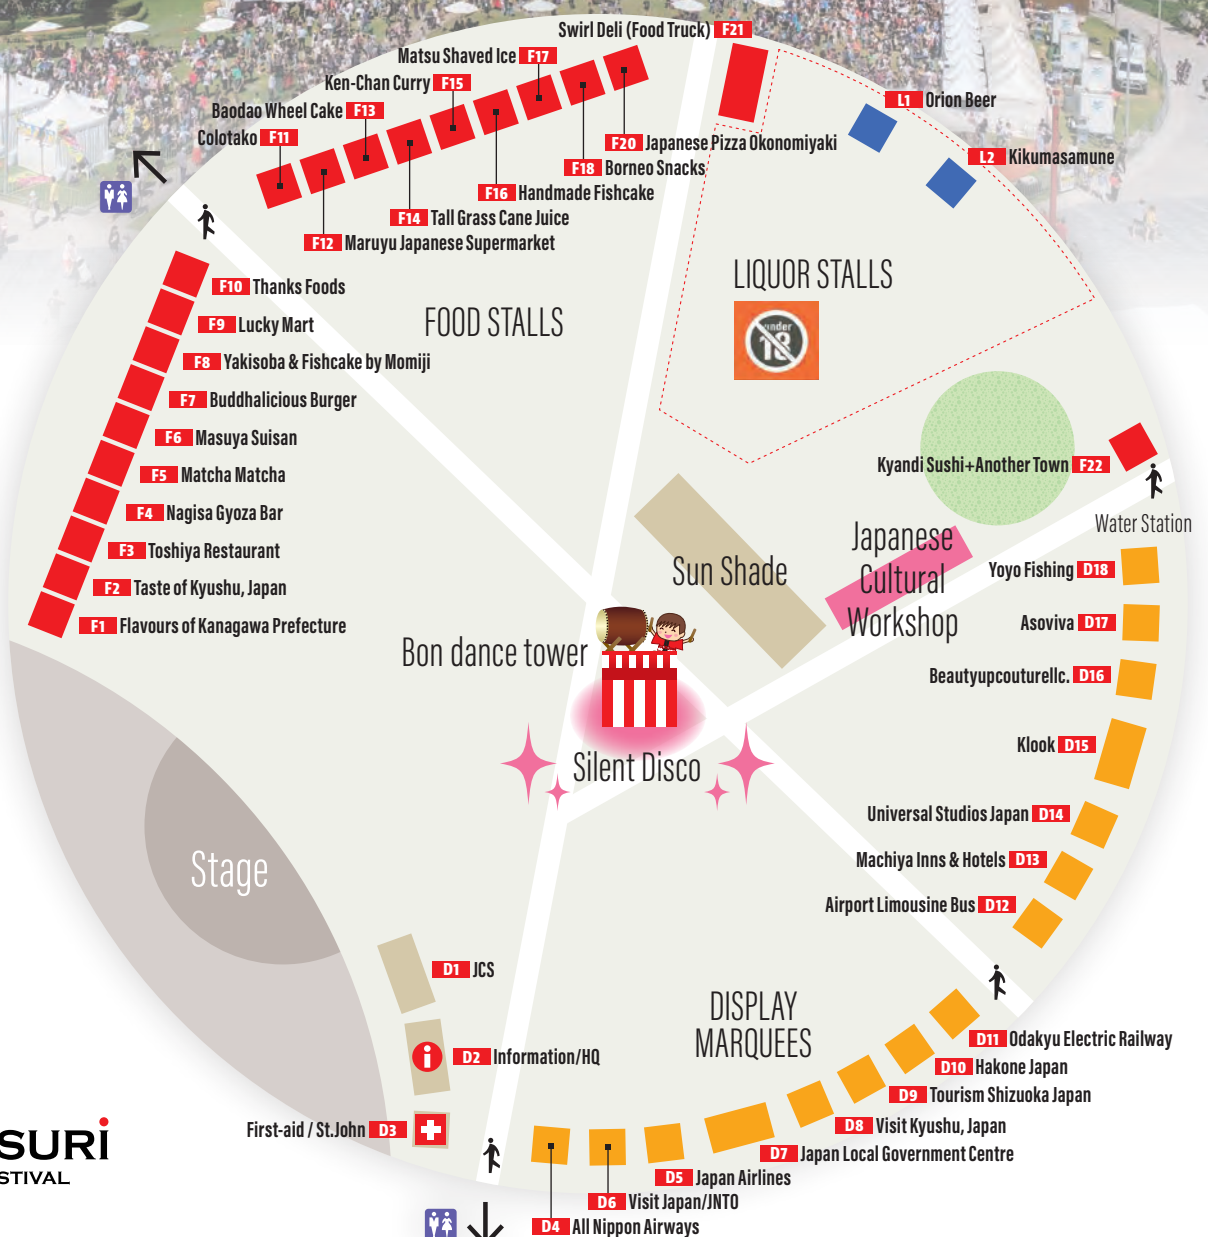 Swirl Deli (Food Truck) F21
Matsu Shaved Ice F17
Ken-Chan Curry F15
Baodao Wheel Cake F13
Colotako F11
F20 Japanese Pizza Okonomiyaki
F18 Borneo Snacks
F16 Handmade Fishcake
F14 Tall Grass Cane Juice
F12 Maruyu Japanese Supermarket
L1 Orion Beer
L2 Kikumasamune
LIQUOR STALLS
under
18
FOOD STALLS
F10 Thanks Foods
F9 Lucky Mart
F8 Yakisoba & Fishcake by Momiji
F7 Buddhalicious Burger
F6 Masuya Suisan
F5 Matcha Matcha
F4 Nagisa Gyoza Bar
F3 Toshiya Restaurant
F2 Taste of Kyushu, Japan
F1 Flavours of Kanagawa Prefecture
Kyandi Sushi+Another Town F22
Water Station
Sun Shade
Japanese
Cultural
Workshop
Bon dance tower
Silent Disco
Yoyo Fishing D18
Asoviva D17
Beautyupcouturellc. D16
Klook D15
Universal Studios Japan D14
Machiya Inns & Hotels D13
Airport Limousine Bus D12
Stage
D1 JCS
D2 Information/HQ
i
First-aid / St.John D3
DISPLAY
MARQUEES
D11 Odakyu Electric Railway
D10 Hakone Japan
D9 Tourism Shizuoka Japan
D8 Visit Kyushu, Japan
D7 Japan Local Government Centre
D5 Japan Airlines
D6 Visit Japan/JNTO
D4 All Nippon Airways
SURi
STIVAL